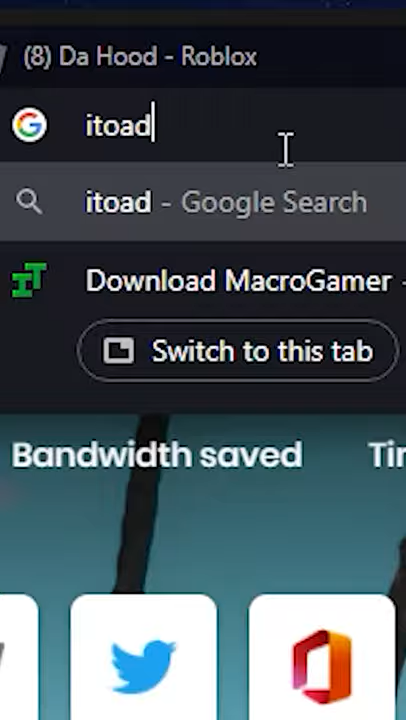 (8) Da Hood - Roblox
itoad
itoad - Google Search
Download MacroGamer -
Switch to this tab
Bandwidth saved